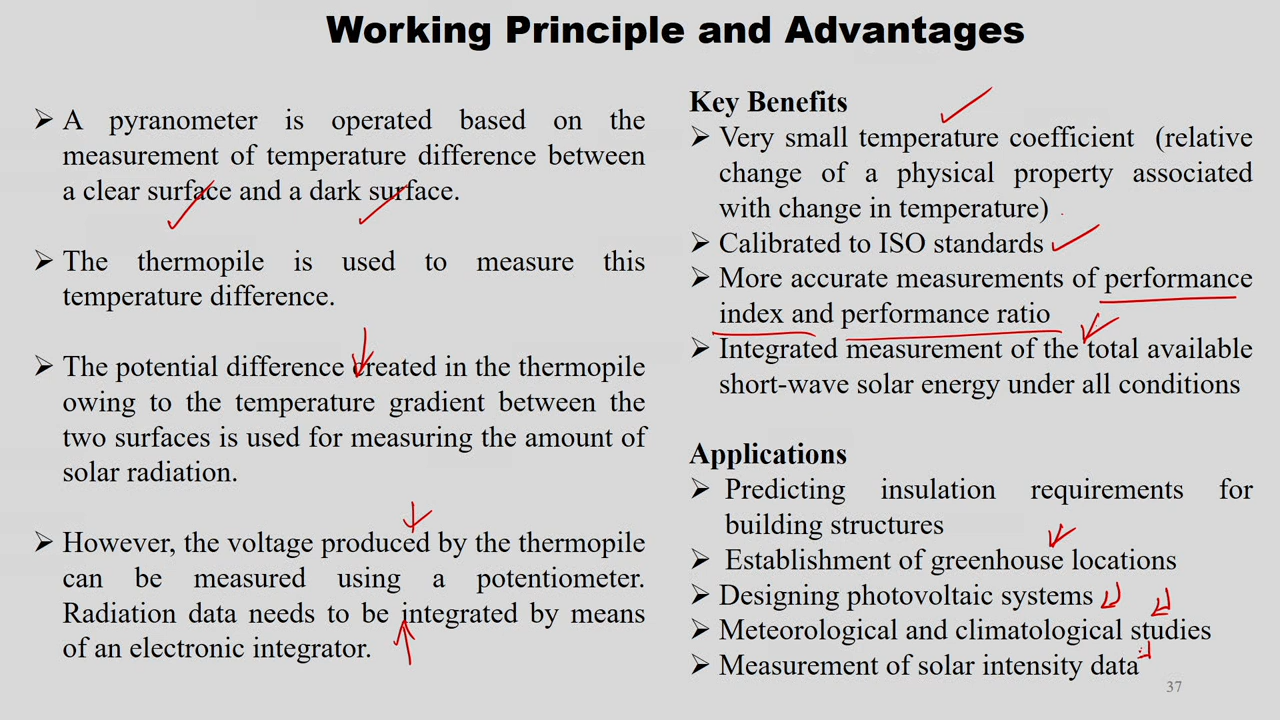 Working Principle and Advantages
➢ A pyranometer is operated based on the
measurement of temperature difference between
a clear surface and a dark surface.
➢ The thermopile is used to measure this
temperature difference.
➢ The potential difference created in the thermopile
owing to the temperature gradient between the
two surfaces is used for measuring the amount of
solar radiation.
➢ However, the voltage produced by the thermopile
can be measured using a potentiometer.
Radiation data needs to be integrated by means
of an electronic integrator.
Key Benefits
➢ Very small temperature coefficient (relative
change of a physical property associated
with change in temperature)
➢ Calibrated to ISO standards
➢ More accurate measurements of performance
index and performance ratio
➢ Integrated measurement of the total available
short-wave solar energy under all conditions
Applications
➢ Predicting insulation requirements for
building structures
➢ Establishment of greenhouse locations
➢ Designing photovoltaic systems
➢ Meteorological and climatological studies
➢ Measurement of solar intensity data
37